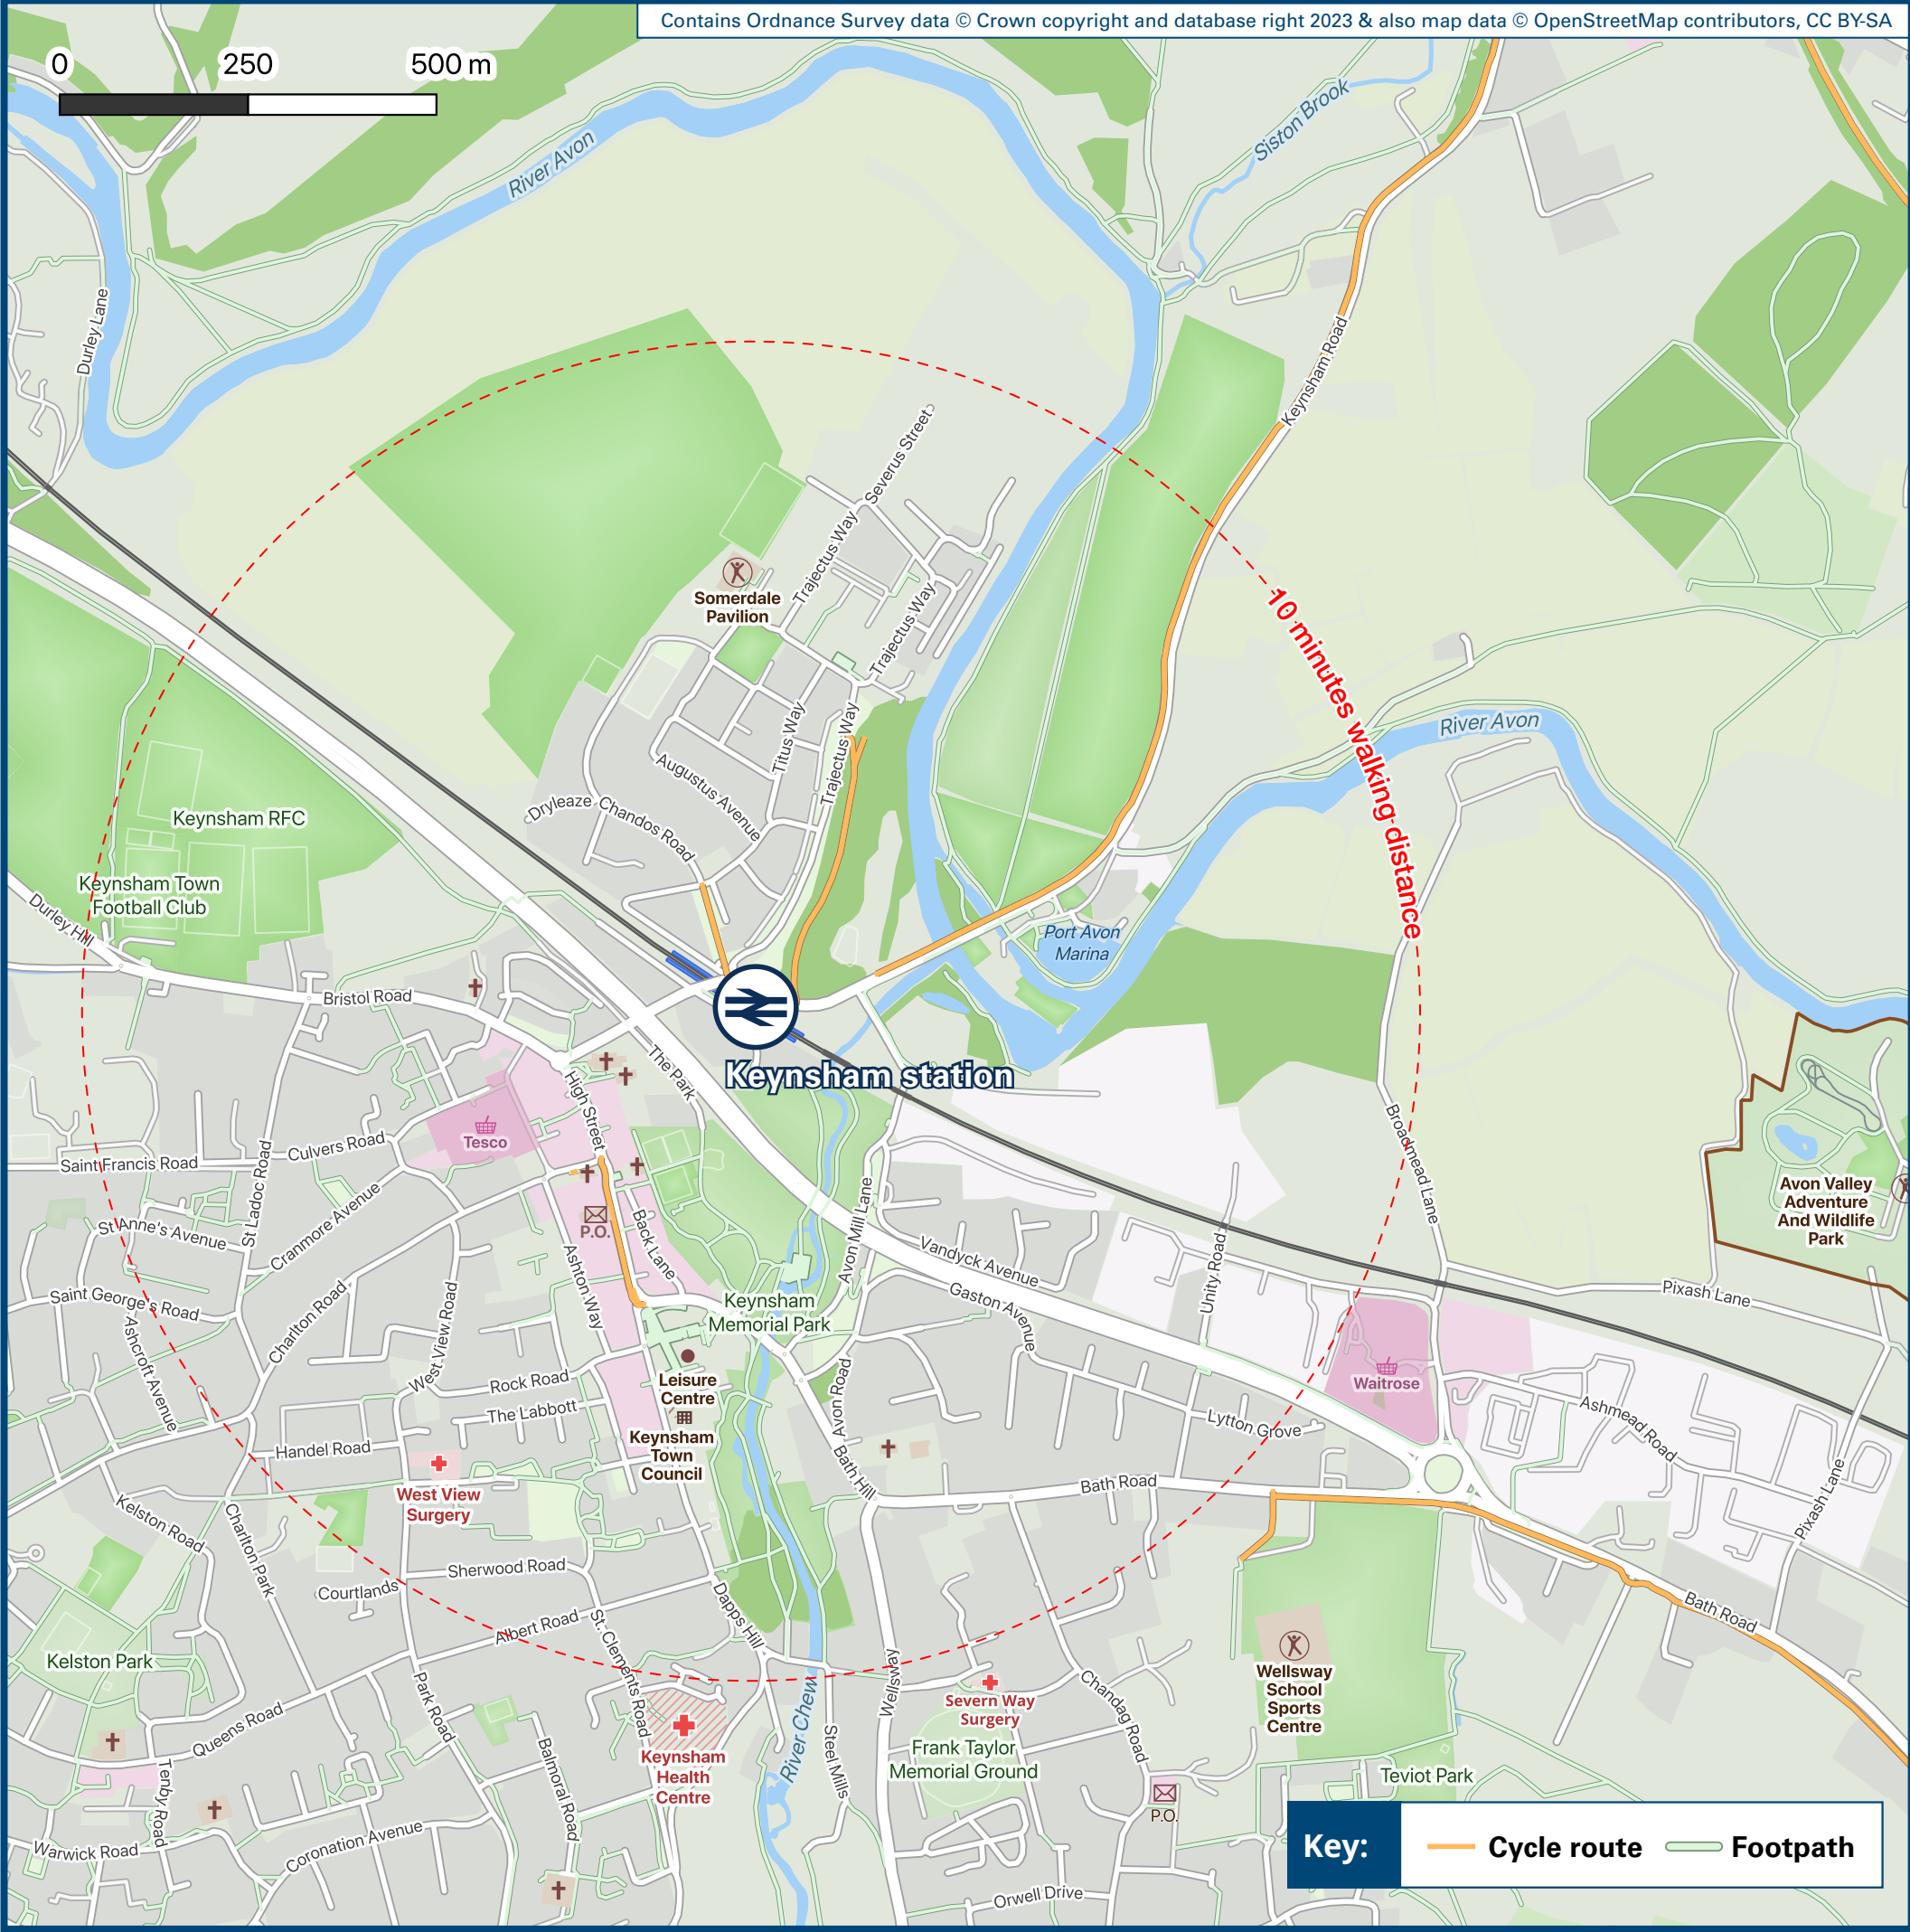 Contains Ordnance Survey data © Crown copyright and database right 2023 & also map data © OpenStreetMap contributors, CC BY-SA
0 250 500 m
River Avon
Siston Brook
Durley Lane
Keynsham Road
Severus Street
Trajectus Way
Somerdale
Pavilion
Trajectus Way
10 minutes walking distance
River Avon
Titus Way
Trajectus Way
Augustus Avenue
Dryleaze
Chandos Road
Keynsham RFC
Keynsham Town
Football Club
Durley Hill
Port Avon
Marina
Bristol Road
Keynsham station
The Park
High Street
Tesco
Culvers Road
Saint Francis Road
St Ladoc Road
Broadmead Lane
Avon Valley
Adventure
And Wildlife
Park
St Anne's Avenue
Cranmore Avenue
P.O.
Back Lane
Avon Mill Lane
Vandyck Avenue
Unity Road
Ashton Way
Gaston Avenue
Pixash Lane
Saint George's Road
Charlton Road
West View Road
Keynsham
Memorial Park
Ashcroft Avenue
Leisure
Centre
Rock Road
The Labbott
Avon Road
Waitrose
Ashmead Road
Lytton Grove
Keynsham
Town
Council
Handel Road
Bath Hill
Bath Road
West View
Surgery
Pixash Lane
Kelston Road
Charlton Park
Sherwood Road
Courtlands
Albert Road
St. Clements Road
Dapps Hill
Bath Road
Kelston Park
Wellsway
School
Sports
Centre
Park Road
Queens Road
Wellsway
Severn Way
Surgery
Chandag Road
River Chew
Steel Mills
Keynsham
Health
Centre
Frank Taylor
Memorial Ground
Teviot Park
Tenby Road
Balmoral Road
P.O.
Warwick Road
Coronation Avenue
Orwell Drive
Key:
Cycle route
Footpath